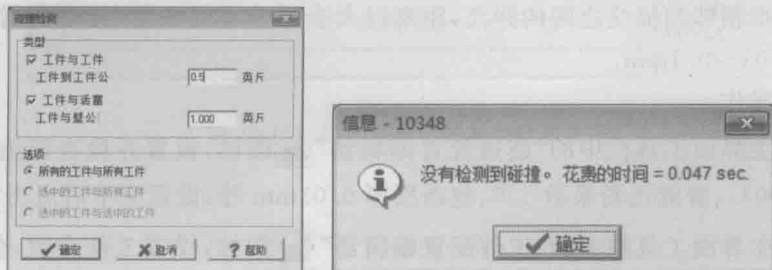 碰撞检测
类型
工件与工件
工件到工件公 0.5 英斤
工件与活塞
工件与壁公 1.000 英斤
选项
所有的工件与所有工件
选中的工件与所有工件
选中的工件与选中的工件
确定 取消 ? 帮助
信息 - 10348
没有检测到碰撞。 花费的时间 = 0.047 sec.
确定